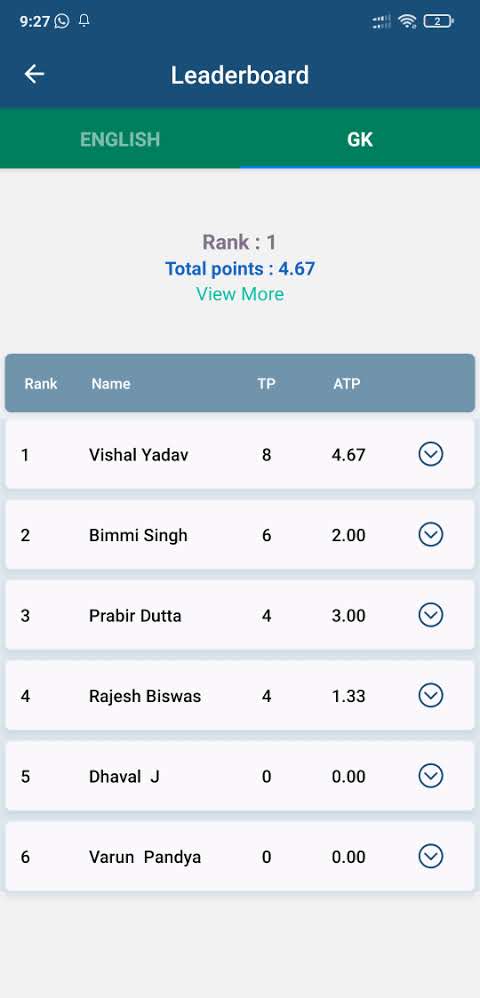 9:27 2
Leaderboard
ENGLISH GK
Rank : 1
Total points : 4.67
View More
Rank Name TP ATP
1 Vishal Yadav 8 4.67
2 Bimmi Singh 6 2.00
3 Prabir Dutta 4 3.00
4 Rajesh Biswas 4 1.33
5 Dhaval J 0 0.00
6 Varun Pandya 0 0.00